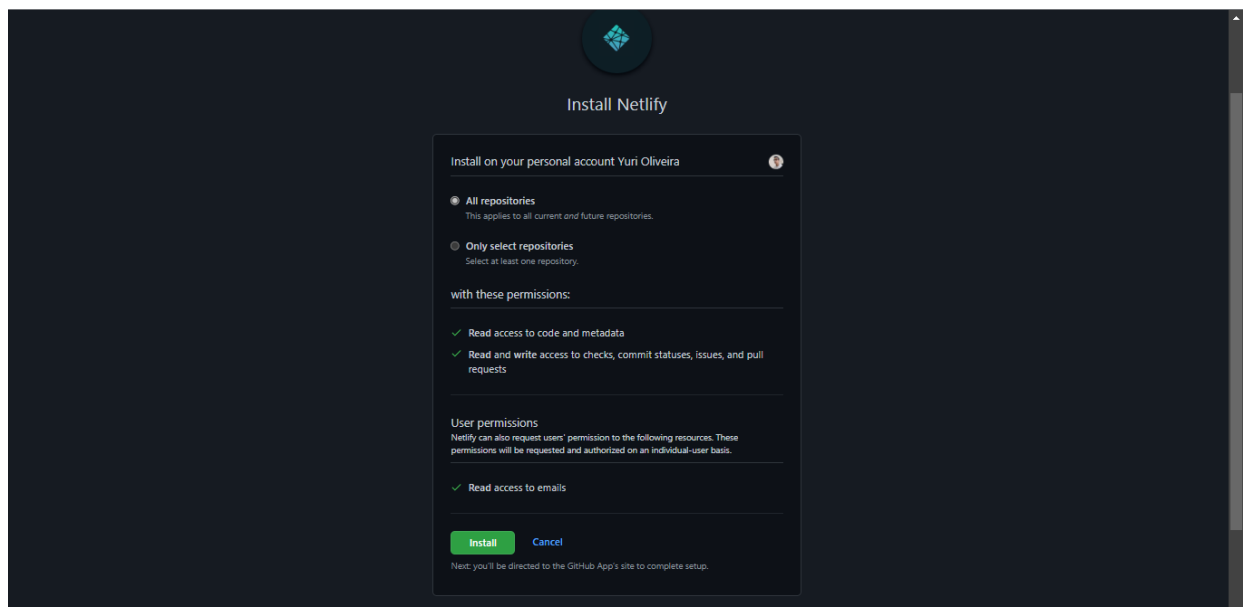 Install Netlify
Install on your personal account Yuri Oliveira
All repositories
This applies to all current and future repositories.
Only select repositories
Select at least one repository.
with these permissions:
Read access to code and metadata
Read and write access to checks, commit statuses, issues, and pull
requests
User permissions
Netlify can also request users' permission to the following resources. These
permissions will be requested and authorized on an individual-user basis.
Read access to emails
Install Cancel
Next: you'll be directed to the GitHub App's site to complete setup.